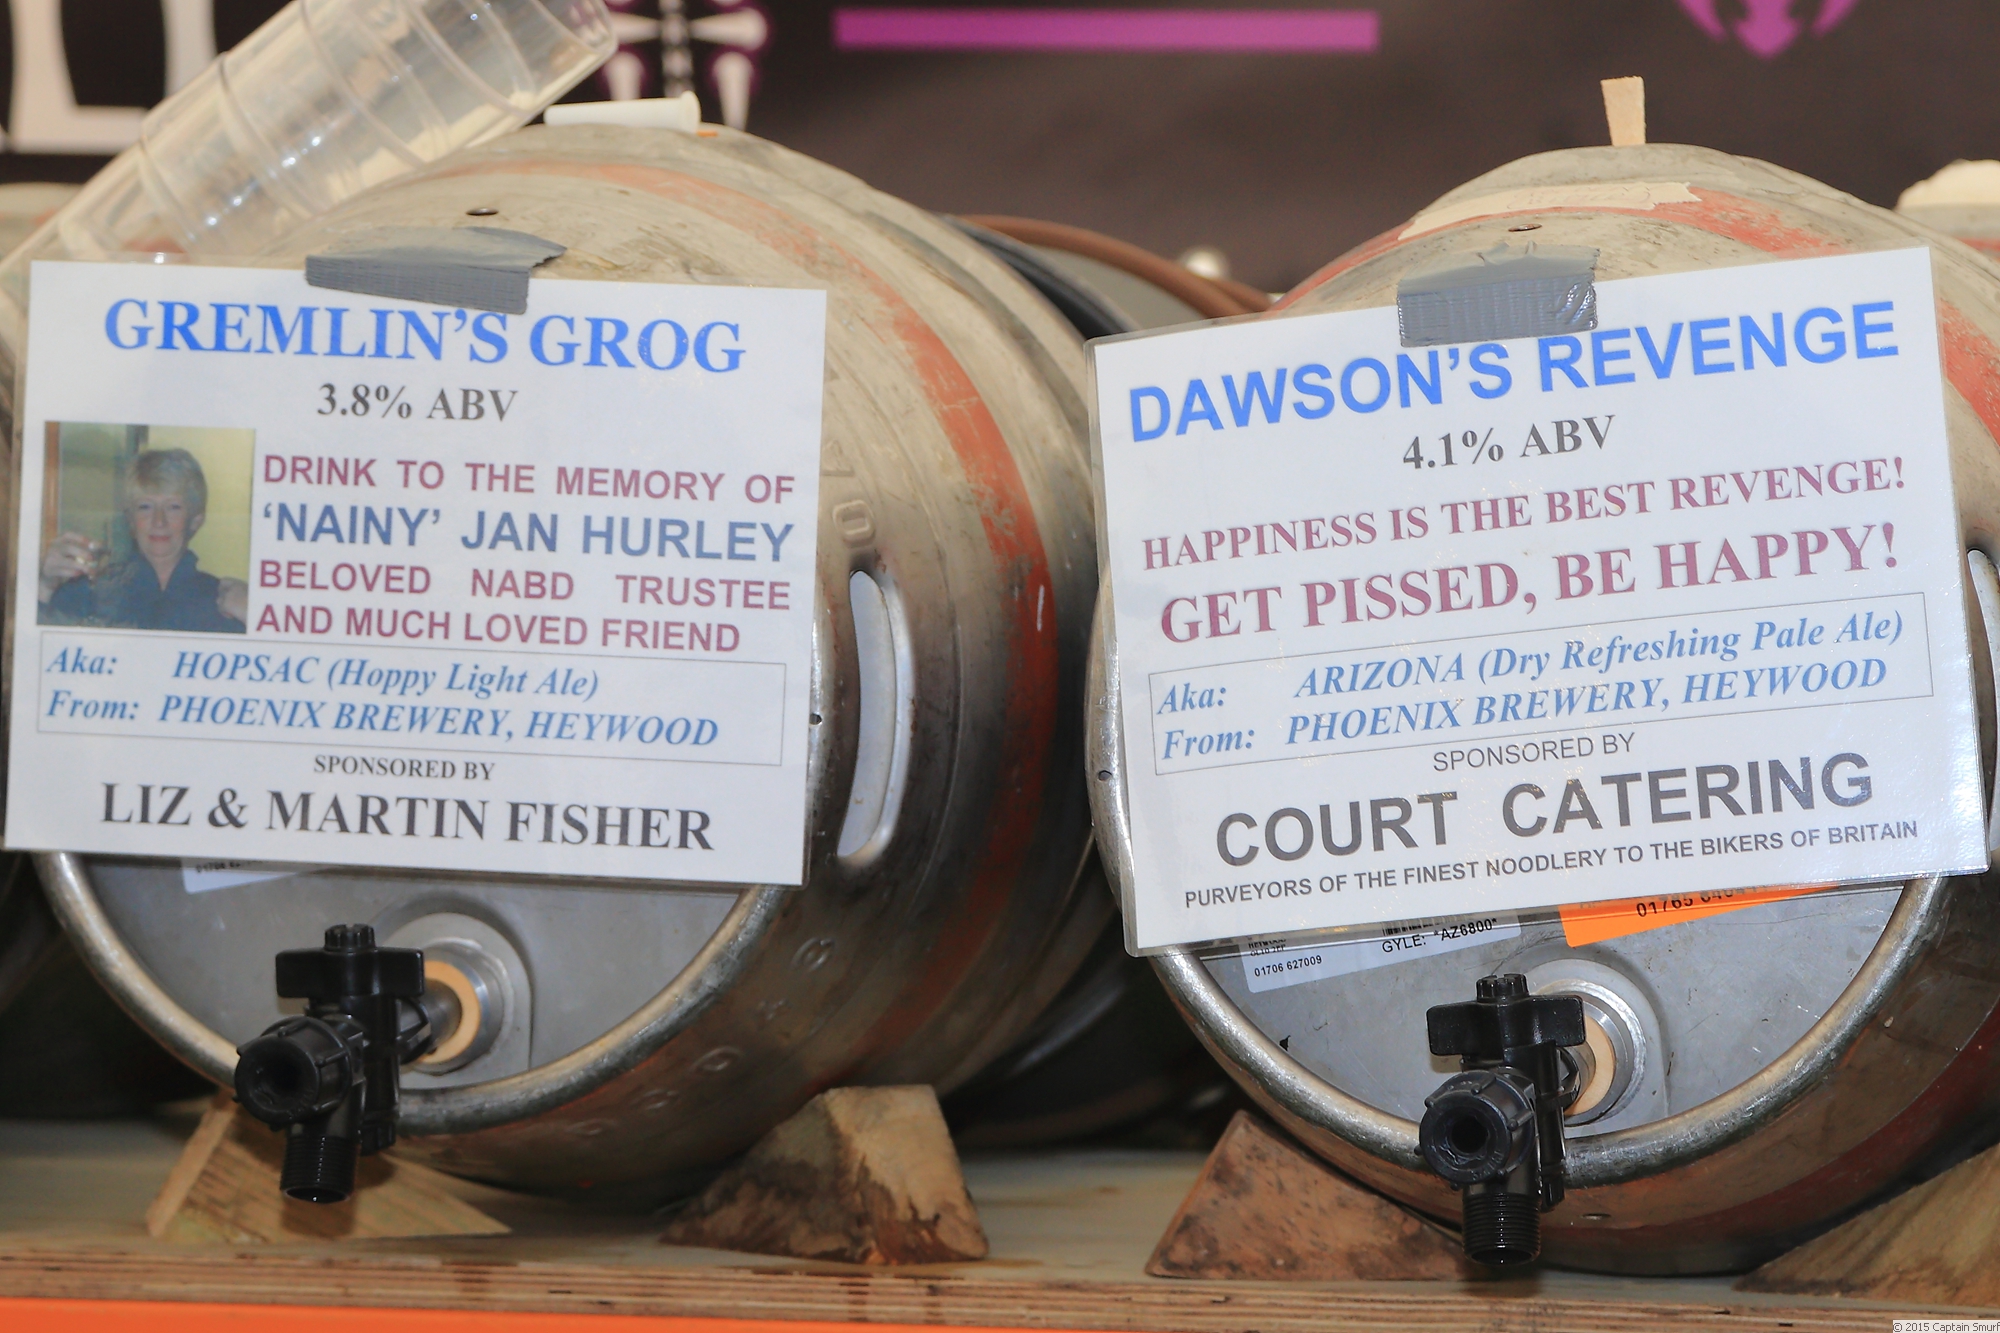 GREMLIN'S GROG
3.8% ABV
DRINK TO THE MEMORY OF
'NAINY' JAN HURLEY
BELOVED NABD TRUSTEE
AND MUCH LOVED FRIEND
Aka: HOPSAC (Hoppy Light Ale)
From: PHOENIX BREWERY, HEYWOOD
SPONSORED BY
LIZ & MARTIN FISHER
DAWSON'S REVENGE
4.1% ABV
HAPPINESS IS THE BEST REVENGE!
GET PISSED, BE HAPPY!
Aka: ARIZONA (Dry Refreshing Pale Ale)
From: PHOENIX BREWERY, HEYWOOD
SPONSORED BY
COURT CATERING
PURVEYORS OF THE FINEST NOODLERY TO THE BIKERS OF BRITAIN
GYLE: *AZ6800*
01706 627009
01765
© 2015 Captain Smurf